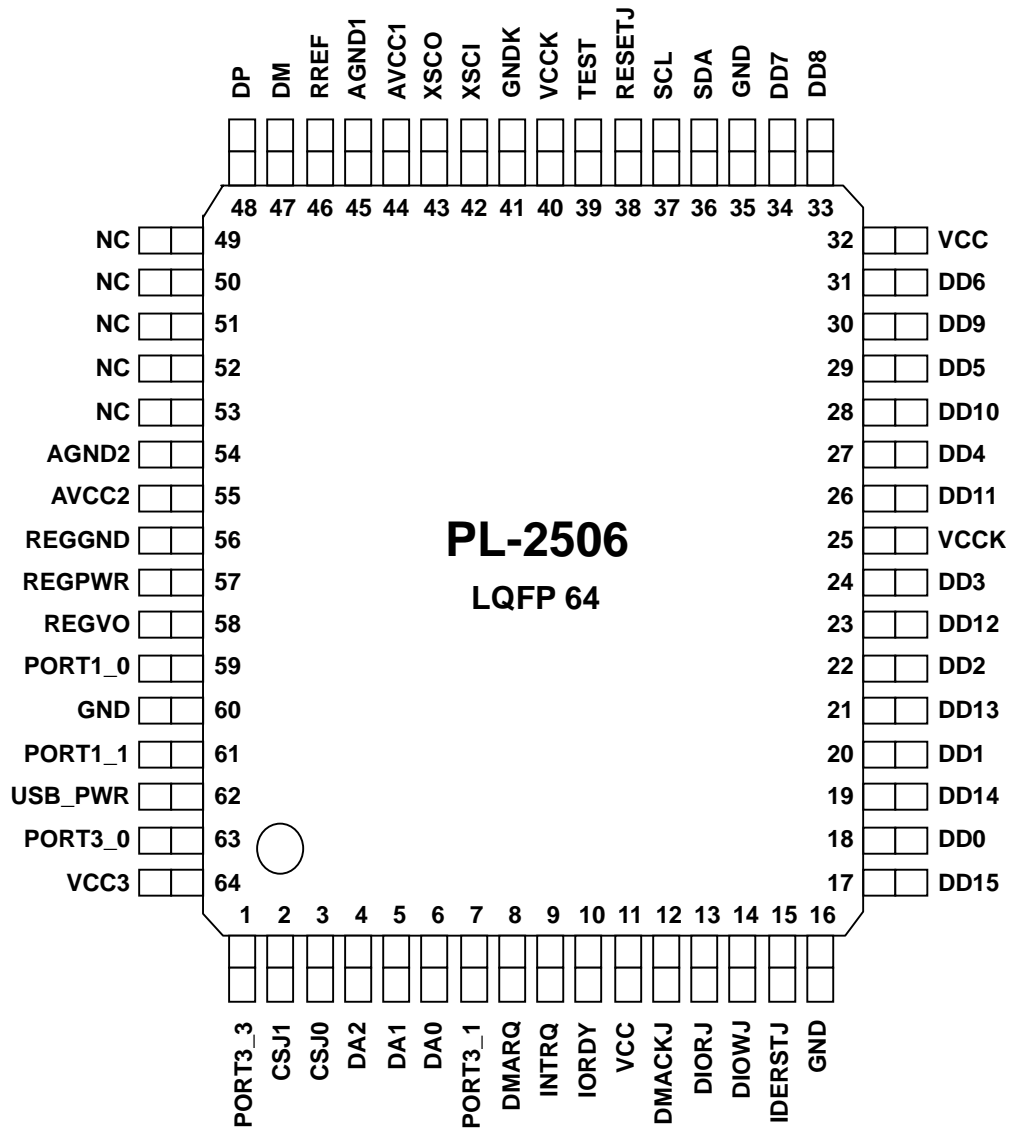 DP DM RREF AGND1 AVCC1 XSCO XSCI GNDK VCCK TEST RESETJ SCL SDA GND DD7 DD8
48 47 46 45 44 43 42 41 40 39 38 37 36 35 34 33
NC 49 32 VCC
NC 50 31 DD6
NC 51 30 DD9
NC 52 29 DD5
NC 53 28 DD10
AGND2 54 27 DD4
AVCC2 55 26 DD11
REGGND 56 25 VCCK
REGPWR 57 24 DD3
REGVO 58 23 DD12
PORT1_0 59 22 DD2
GND 60 21 DD13
PORT1_1 61 20 DD1
USB_PWR 62 19 DD14
PORT3_0 63 18 DD0
VCC3 64 17 DD15
PL-2506
LQFP 64
1 2 3 4 5 6 7 8 9 10 11 12 13 14 15 16
PORT3_3 CSJ1 CSJ0 DA2 DA1 DA0 PORT3_1 DMARQ INTRQ IORDY VCC DMACKJ DIORJ DIOWJ IDERSTJ GND